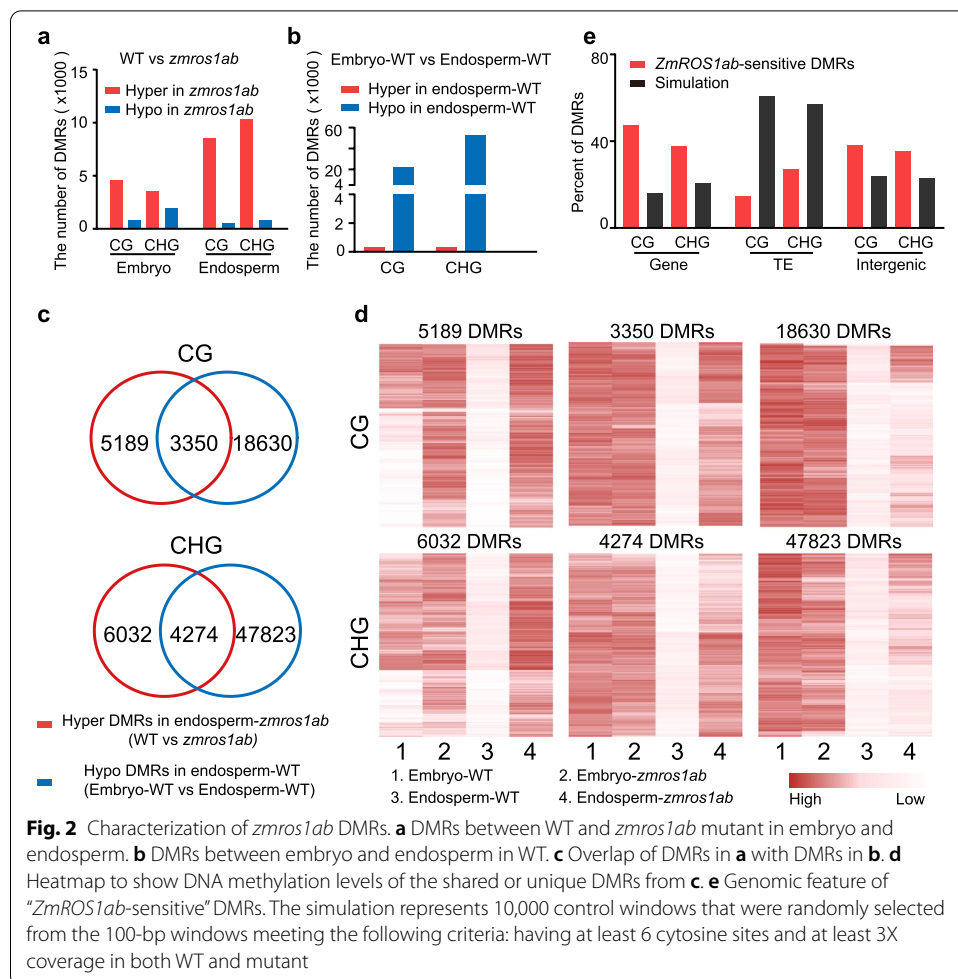 a
WT vs zmros1ab
The number of DMRs ( x1000)
15
10
5
0
Hyper in zmros1ab
Hypo in zmros1ab
CG CHG CG CHG
Embryo Endosperm
b
Embryo-WT vs Endosperm-WT
The number of DMRs ( x1000)
Hyper in endosperm-WT
Hypo in endosperm-WT
60
20
4
4
2
0
CG CHG
e
Percent of DMRs
80
40
0
ZmROS1ab-sensitive DMRs
Simulation
CG CHG CG CHG CG CHG
Gene TE Intergenic
c
CG
5189 3350 18630
CHG
6032 4274 47823
Hyper DMRs in endosperm-zmros1ab
(WT vs zmros1ab)
Hypo DMRs in endosperm-WT
(Embryo-WT vs Endosperm-WT)
d
5189 DMRs 3350 DMRs 18630 DMRs
CG
6032 DMRs 4274 DMRs 47823 DMRs
CHG
1 2 3 4 1 2 3 4 1 2 3 4
1. Embryo-WT 2. Embryo-zmros1ab
3. Endosperm-WT 4. Endosperm-zmros1ab
High Low
Fig. 2 Characterization of zmros1ab DMRs. a DMRs between WT and zmros1ab mutant in embryo and
endosperm. b DMRs between embryo and endosperm in WT. c Overlap of DMRs in a with DMRs in b. d
Heatmap to show DNA methylation levels of the shared or unique DMRs from c. e Genomic feature of
“ZmROS1ab-sensitive” DMRs. The simulation represents 10,000 control windows that were randomly selected
from the 100-bp windows meeting the following criteria: having at least 6 cytosine sites and at least 3X
coverage in both WT and mutant